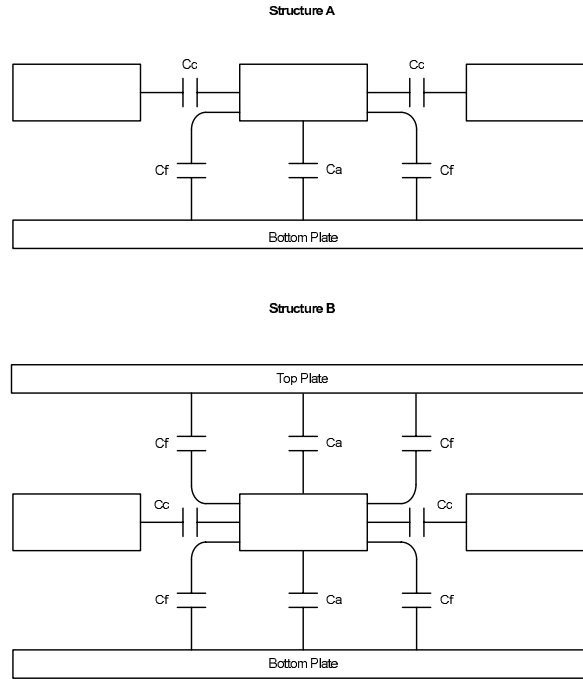 Structure A
Cc Cc
Cf Ca Cf
Bottom Plate
Structure B
Top Plate
Cf Ca Cf
Cc Cc
Cf Ca Cf
Bottom Plate